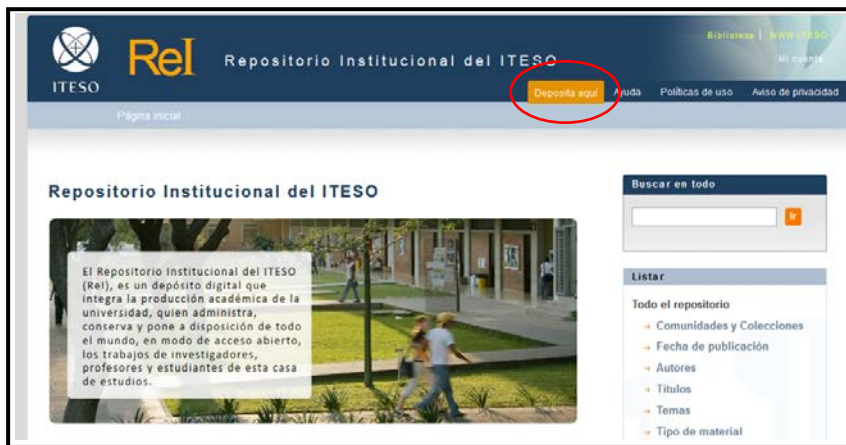 Biblioteca | WWW ITESO
ReI Repositorio Institucional del ITESO
Mi cuenta
ITESO
Deposita aquí Ayuda Políticas de uso Aviso de privacidad
Página inicial
Repositorio Institucional del ITESO
El Repositorio Institucional del ITESO
(ReI), es un depósito digital que
integra la producción académica de la
universidad, quien administra,
conserva y pone a disposición de todo
el mundo, en modo de acceso abierto,
los trabajos de investigadores,
profesores y estudiantes de esta casa
de estudios.
Buscar en todo
Ir
Listar
Todo el repositorio
Comunidades y Colecciones
Fecha de publicación
Autores
Títulos
Temas
Tipo de material